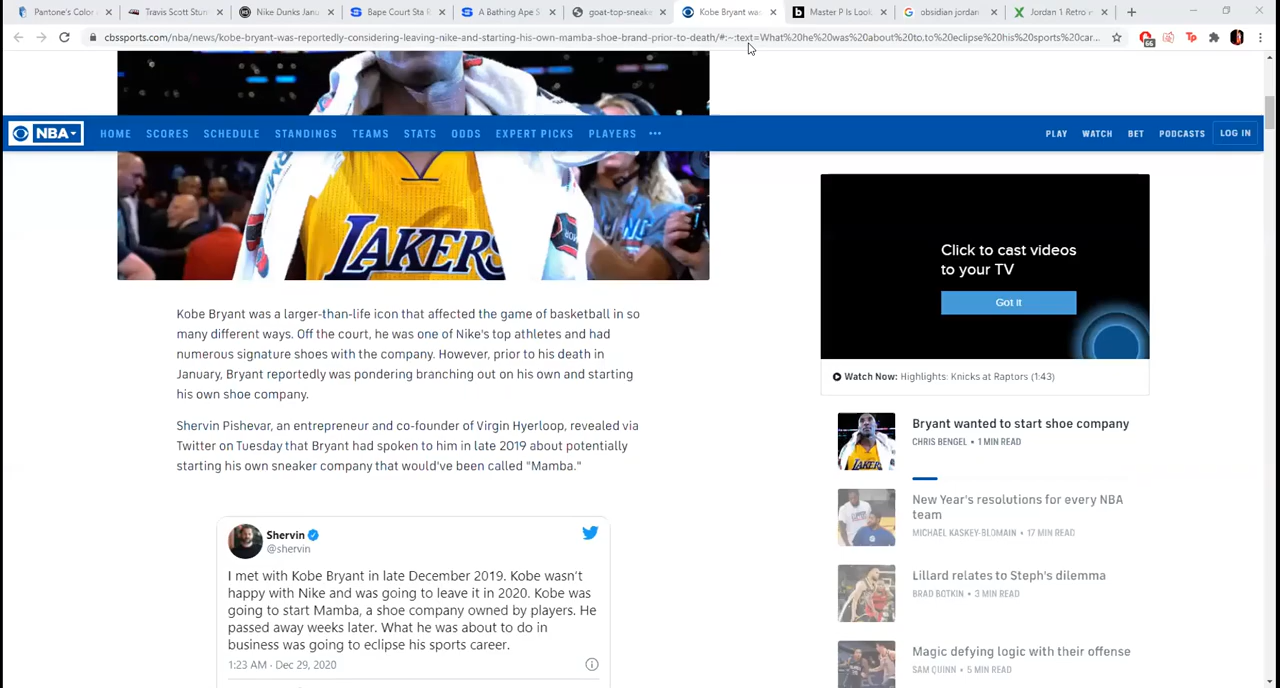 Pantone's Color
Travis Scott Stun
Nike Dunks Janu
Bape Court Sta
A Bathing Ape S
goat-top-sneake
Kobe Bryant was
Master P Is Look
obsidian jordan
Jordan 1 Retro
cbssports.com/nba/news/kobe-bryant-was-reportedly-considering-leaving-nike-and-starting-his-own-mamba-shoe-brand-prior-to-death/#:~:text=What%20he%20was%20about%20to,to%20eclipse%20his%20sports%20car...
66
Tp
NBA
HOME SCORES SCHEDULE STANDINGS TEAMS STATS ODDS EXPERT PICKS PLAYERS ...
PLAY WATCH BET PODCASTS LOG IN
LAKERS
Click to cast videos
to your TV
Got it
Watch Now: Highlights: Knicks at Raptors (1:43)
Kobe Bryant was a larger-than-life icon that affected the game of basketball in so
many different ways. Off the court, he was one of Nike's top athletes and had
numerous signature shoes with the company. However, prior to his death in
January, Bryant reportedly was pondering branching out on his own and starting
his own shoe company.
Shervin Pishevar, an entrepreneur and co-founder of Virgin Hyerloop, revealed via
Twitter on Tuesday that Bryant had spoken to him in late 2019 about potentially
starting his own sneaker company that would've been called "Mamba."
Shervin
@shervin
I met with Kobe Bryant in late December 2019. Kobe wasn't
happy with Nike and was going to leave it in 2020. Kobe was
going to start Mamba, a shoe company owned by players. He
passed away weeks later. What he was about to do in
business was going to eclipse his sports career.
1:23 AM · Dec 29, 2020
Bryant wanted to start shoe company
CHRIS BENGEL • 1 MIN READ
New Year's resolutions for every NBA
team
MICHAEL KASKEY-BLOMAIN • 17 MIN READ
Lillard relates to Steph's dilemma
BRAD BOTKIN • 3 MIN READ
Magic defying logic with their offense
SAM QUINN • 5 MIN READ